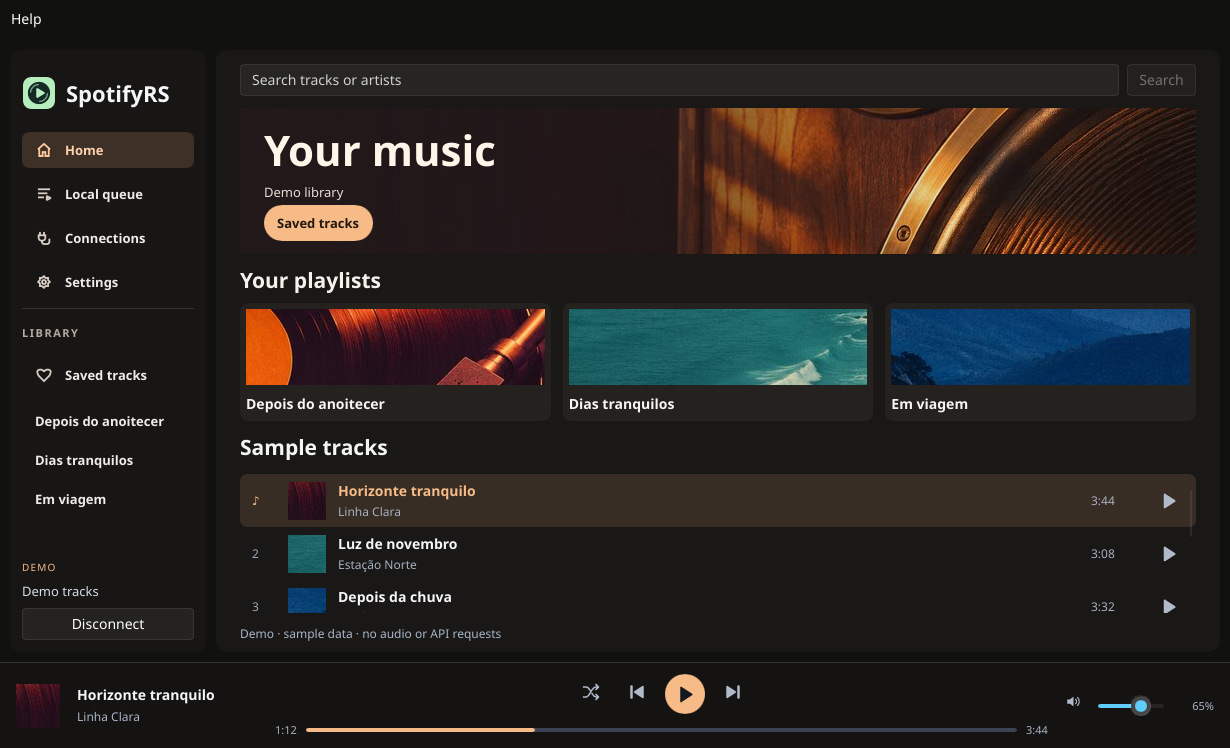 Help
SpotifyRS
Home
Local queue
Connections
Settings
LIBRARY
Saved tracks
Depois do anoitecer
Dias tranquilos
Em viagem
DEMO
Demo tracks
Disconnect
Search tracks or artists
Search
Your music
Demo library
Saved tracks
Your playlists
Depois do anoitecer
Dias tranquilos
Em viagem
Sample tracks
♪ Horizonte tranquilo 3:44
Linha Clara
2 Luz de novembro 3:08
Estação Norte
3 Depois da chuva 3:32
Demo · sample data · no audio or API requests
Horizonte tranquilo
Linha Clara
1:12 3:44
65%